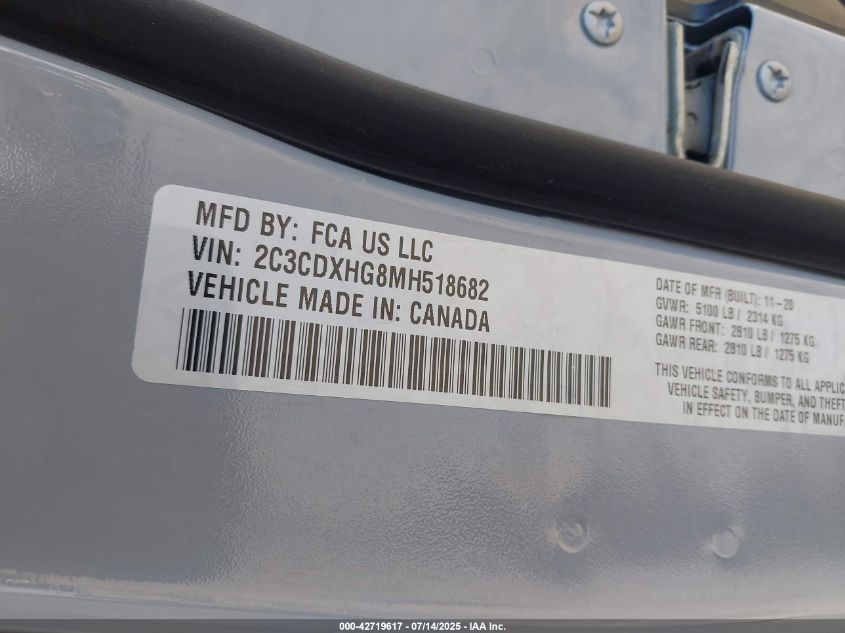 MFD BY: FCA US LLC
VIN: 2C3CDXHG8MH518682
VEHICLE MADE IN: CANADA
DATE OF MFR (BUILT): 11-20
GVWR: 5100 LB / 2314 KG
GAWR FRONT: 2810 LB / 1275 KG
GAWR REAR: 2810 LB / 1275 KG
THIS VEHICLE CONFORMS TO ALL APPLIC
VEHICLE SAFETY, BUMPER, AND THEFT
IN EFFECT ON THE DATE OF MANUF
000-42719617 - 07/14/2025 - IAA Inc.